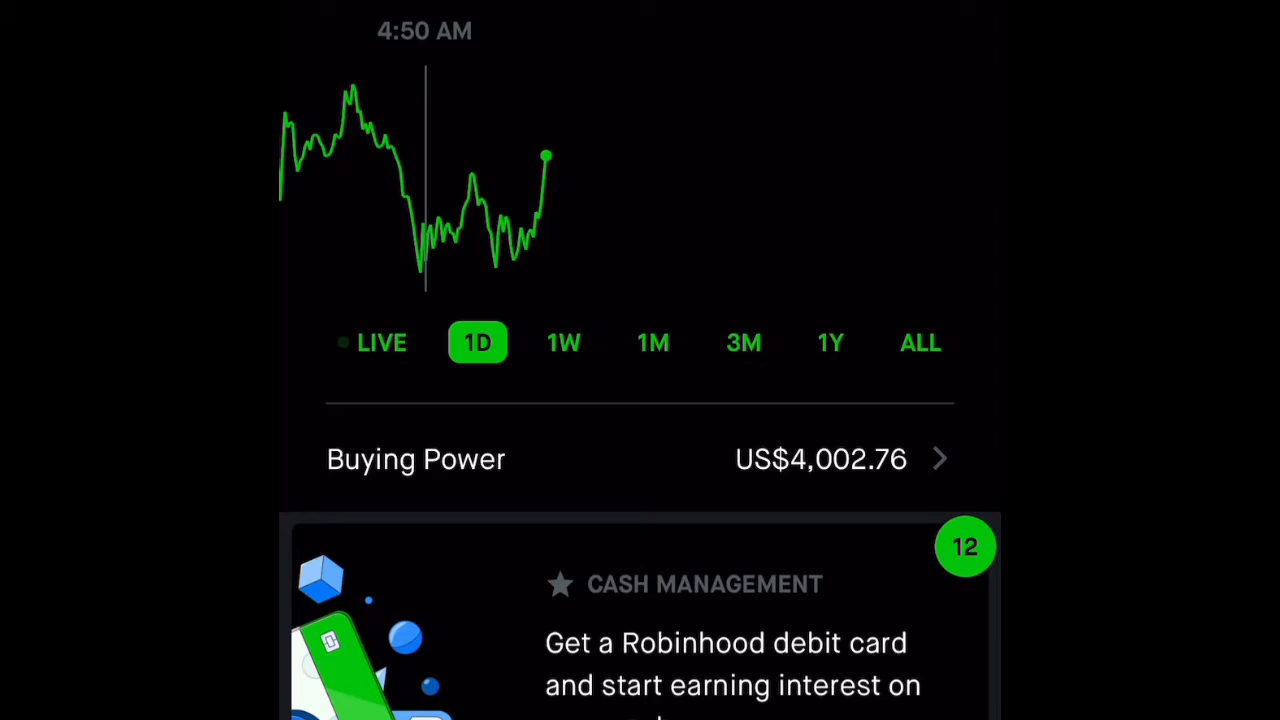 4:50 AM
LIVE 1D 1W 1M 3M 1Y ALL
Buying Power US$4,002.76
12
CASH MANAGEMENT
Get a Robinhood debit card
and start earning interest on